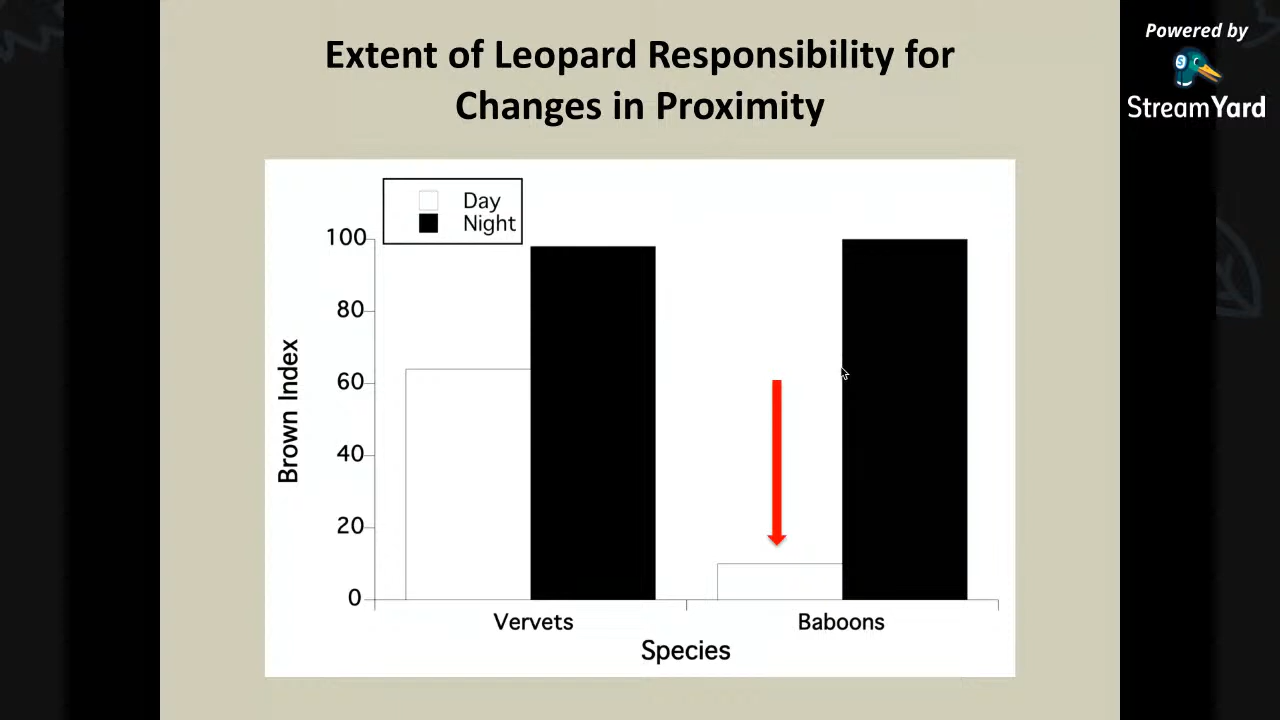 Extent of Leopard Responsibility for
Changes in Proximity
Powered by
StreamYard
Day
Night
100
80
60
40
20
0
Brown Index
Vervets
Baboons
Species